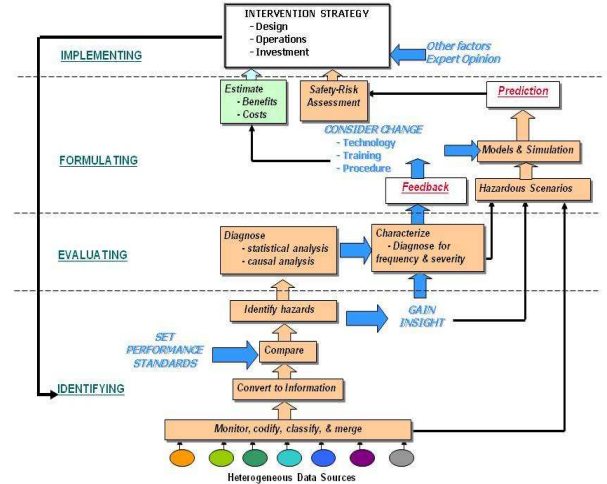 INTERVENTION STRATEGY
- Design
- Operations
- Investment
IMPLEMENTING
Other factors
Expert Opinion
Estimate
- Benefits
- Costs
Safety-Risk
Assessment
Prediction
CONSIDER CHANGE
- Technology
- Training
- Procedure
Models & Simulation
FORMULATING
Feedback
Hazardous Scenarios
Diagnose
- statistical analysis
- causal analysis
Characterize
- Diagnose for
frequency & severity
EVALUATING
Identify hazards
GAIN
INSIGHT
SET
PERFORMANCE
STANDARDS
Compare
IDENTIFYING
Convert to Information
Monitor, codify, classify, & merge
Heterogeneous Data Sources